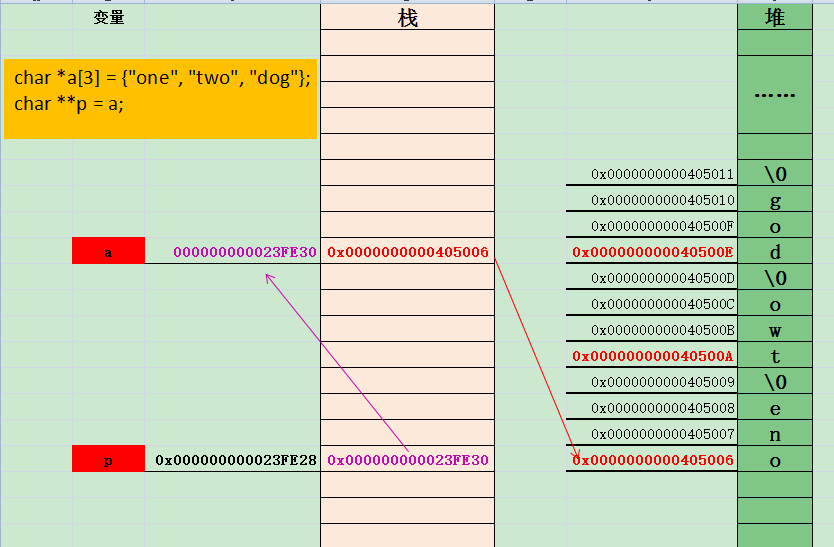 变量 栈 堆
char *a[3] = {"one", "two", "dog"};
char **p = a;
……
0x0000000000405011 \0
0x0000000000405010 g
0x000000000040500F o
a 000000000023FE30 0x0000000000405006 0x000000000040500E d
0x000000000040500D \0
0x000000000040500C o
0x000000000040500B w
0x000000000040500A t
0x0000000000405009 \0
0x0000000000405008 e
0x0000000000405007 n
p 0x000000000023FE28 0x000000000023FE30 0x0000000000405006 o